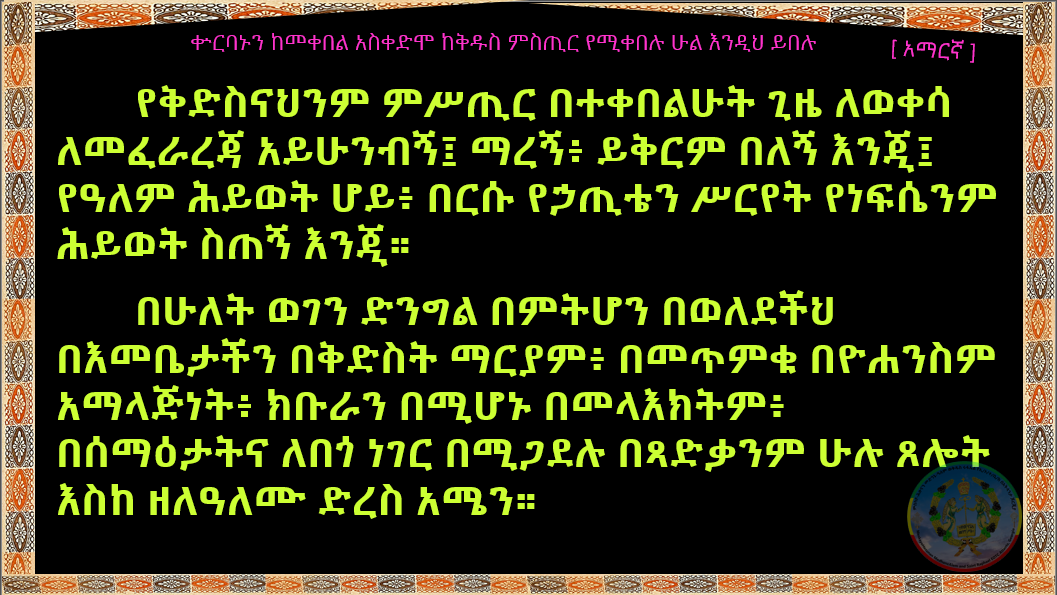 ቍርባኑን ከመቀበል አስቀድሞ ከቅዱስ ምስጢር የሚቀበሉ ሁል እንዲህ ይበሉ
[ አማርኛ ]
የቅድስናህንም ምሥጢር በተቀበልሁት ጊዜ ለወቀሳ
ለመፈራረጃ አይሁንብኝ፤ ማረኝ፥ ይቅርም በለኝ እንጂ፤
የዓለም ሕይወት ሆይ፥ በርሱ የኃጢቴን ሥርየት የነፍሴንም
ሕይወት ስጠኝ እንጂ።
በሁለት ወገን ድንግል በምትሆን በወለደችህ
በእመቤታችን በቅድስት ማርያም፥ በመጥምቁ በዮሐንስም
አማላጅነት፥ ክቡራን በሚሆኑ በመላእክትም፥
በሰማዕታትና ለበጎ ነገር በሚጋደሉ በጻድቃንም ሁሉ ጸሎት
እስከ ዘለዓለሙ ድረስ አሜን።